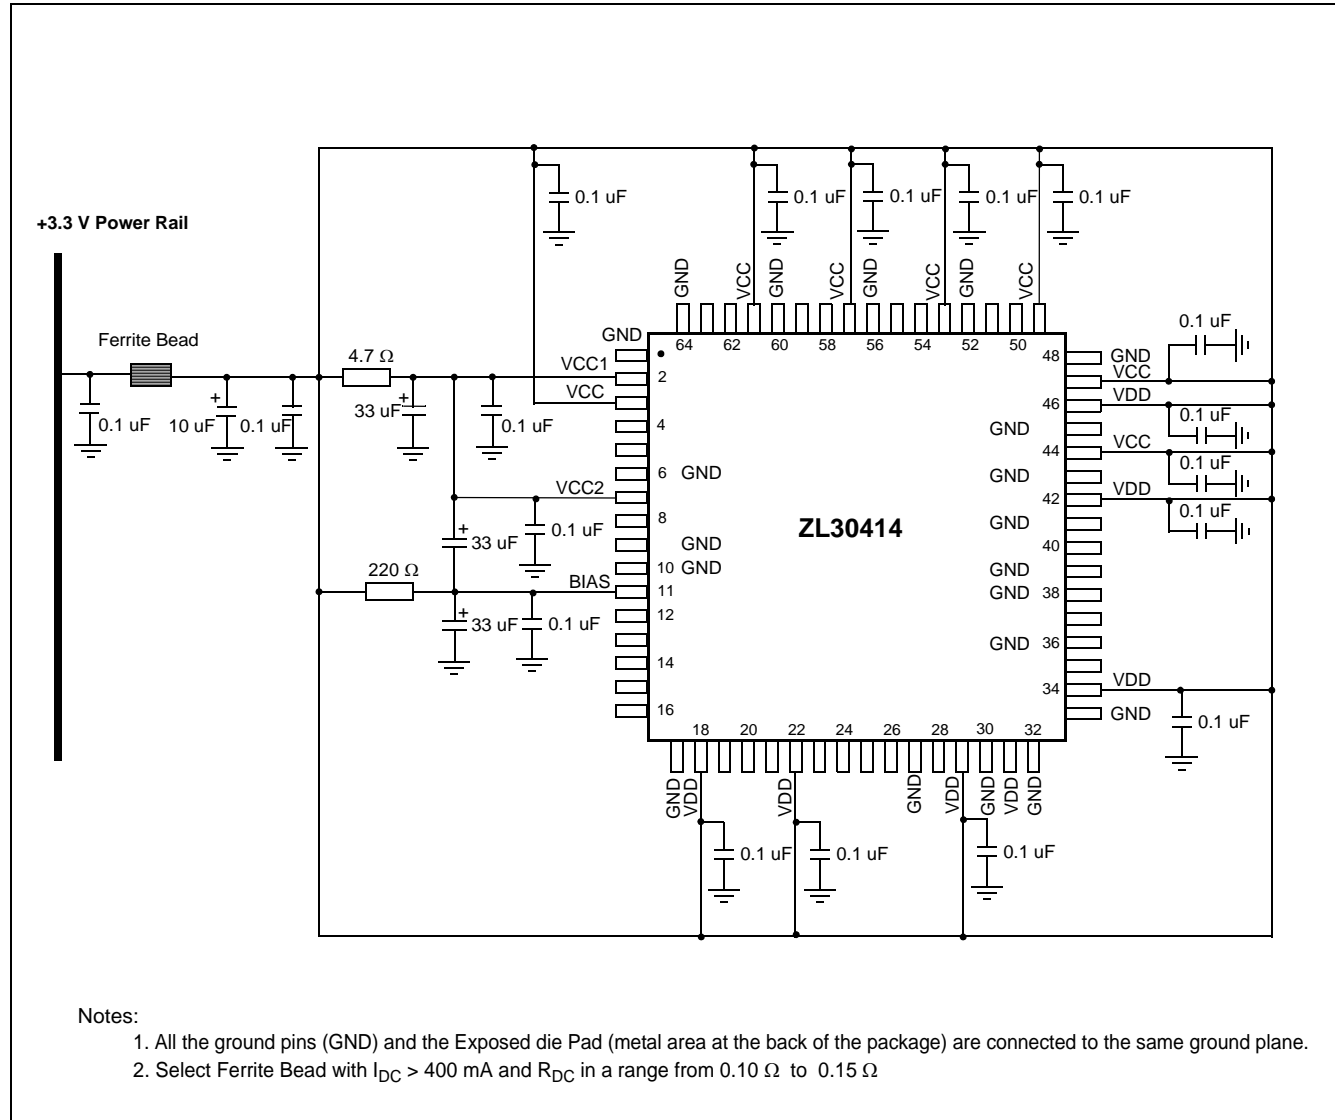 0.1 uF
0.1 uF
0.1 uF
0.1 uF
0.1 uF
+3.3 V Power Rail
GND
VCC
GND
VCC
GND
VCC
GND
VCC
64
62
60
58
56
54
52
50
GND
VCC1
2
VCC
4
6 GND
VCC2
8
GND
10 GND
BIAS
11
12
14
16
Ferrite Bead
4.7 Ω
0.1 uF
10 uF
0.1 uF
33 uF
0.1 uF
33 uF
0.1 uF
220 Ω
33 uF
0.1 uF
ZL30414
0.1 uF
48 GND
VCC
46 VDD
GND
0.1 uF
44 VCC
GND
0.1 uF
42 VDD
GND
0.1 uF
40
GND
GND 38
GND 36
34 VDD
GND
0.1 uF
18
20
22
24
26
28
30
32
GND
VDD
VDD
GND
VDD
GND
VDD
GND
0.1 uF
0.1 uF
0.1 uF
Notes:
1. All the ground pins (GND) and the Exposed die Pad (metal area at the back of the package) are connected to the same ground plane.
2. Select Ferrite Bead with IDC > 400 mA and RDC in a range from 0.10 Ω to 0.15 Ω